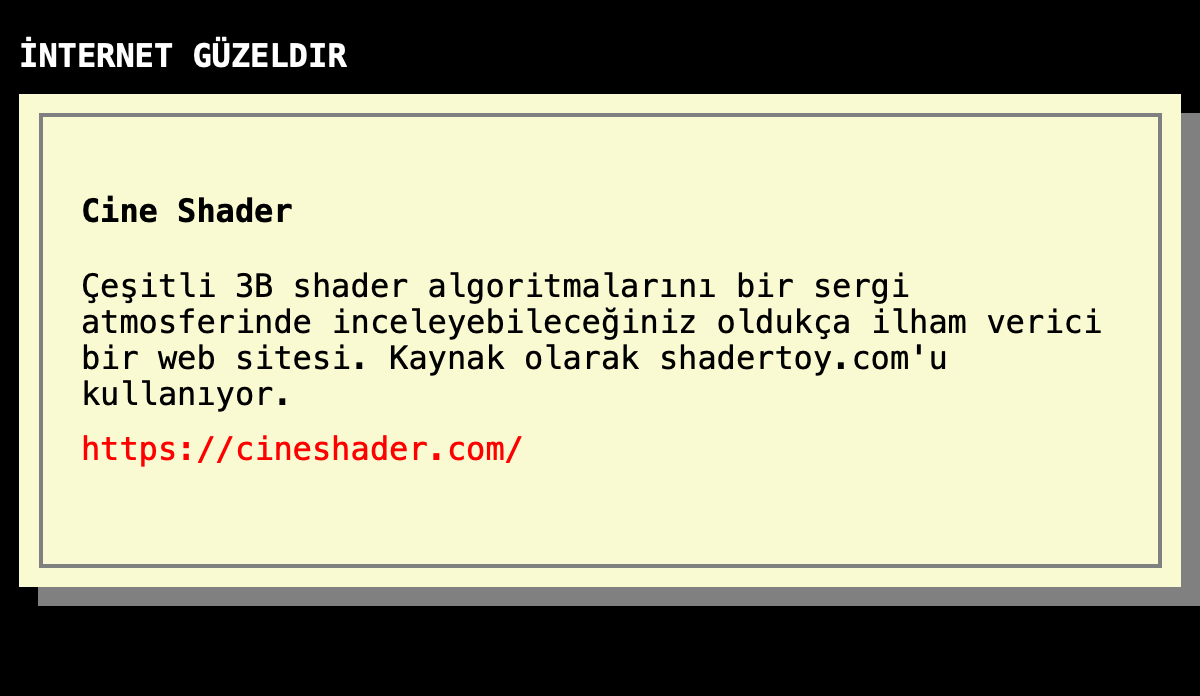 İNTERNET GÜZELDIR
Cine Shader
Çeşitli 3B shader algoritmalarını bir sergi
atmosferinde inceleyebileceğiniz oldukça ilham verici
bir web sitesi. Kaynak olarak shadertoy.com'u
kullanıyor.
https://cineshader.com/